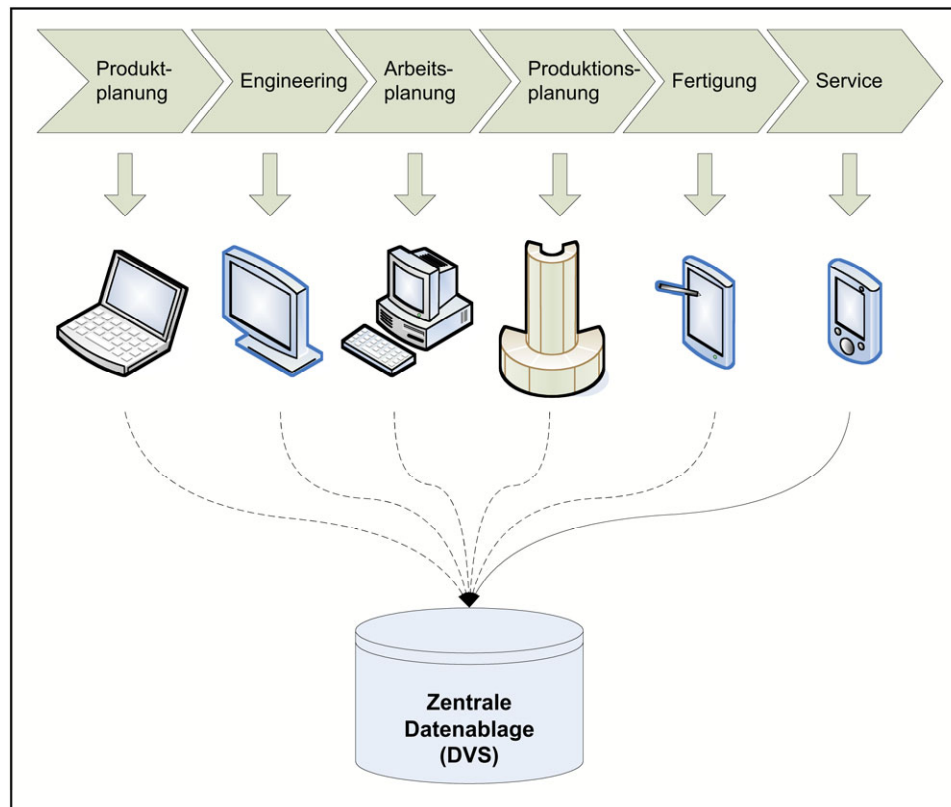 Produkt-
planung
Engineering
Arbeits-
planung
Produktions-
planung
Fertigung
Service
Zentrale
Datenablage
(DVS)